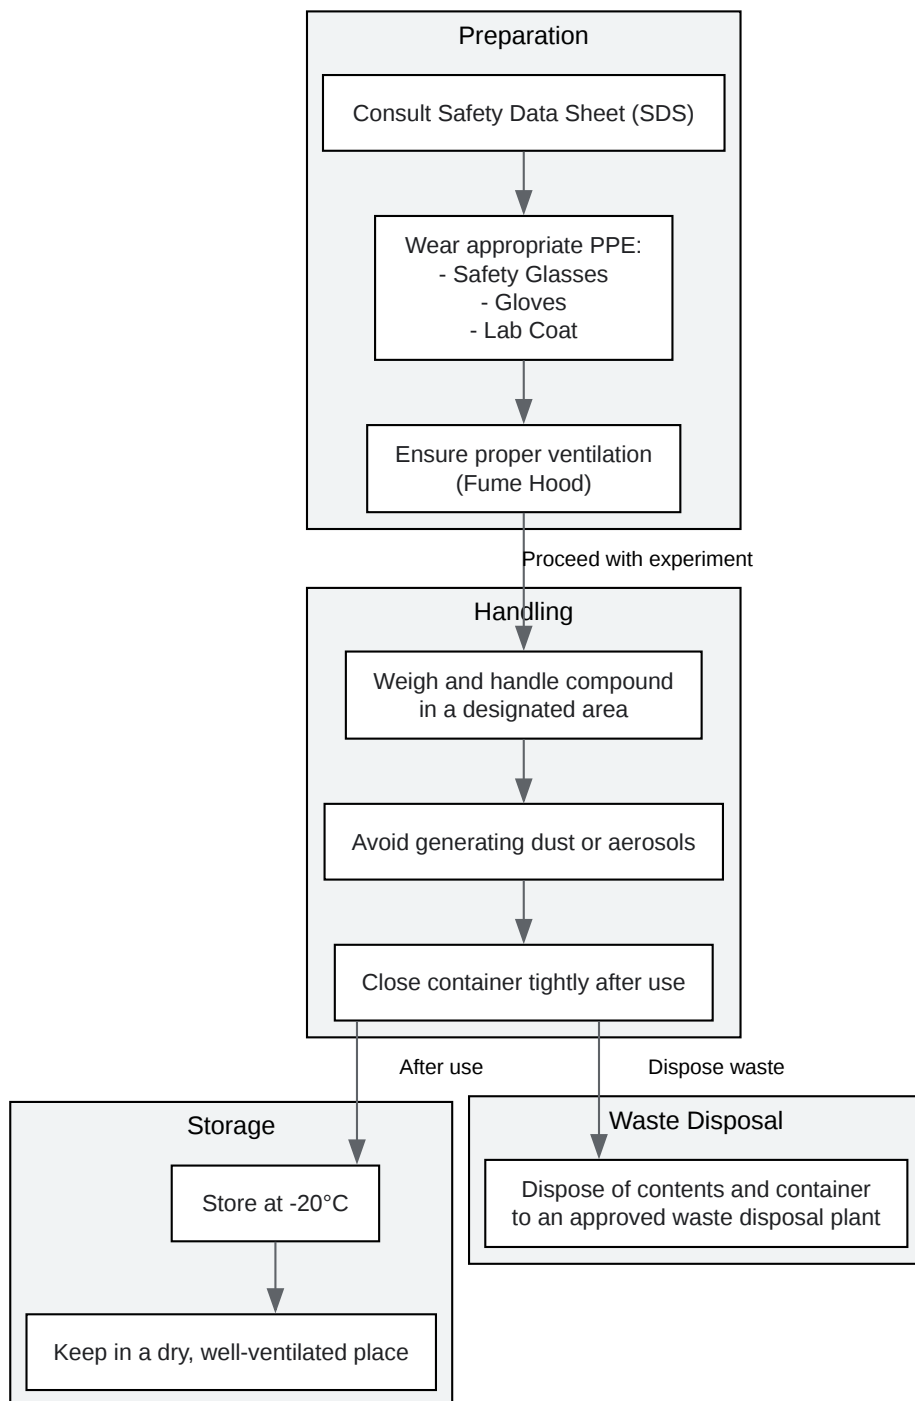 Preparation
Consult Safety Data Sheet (SDS)
Wear appropriate PPE:
- Safety Glasses
- Gloves
- Lab Coat
Ensure proper ventilation
(Fume Hood)
Proceed with experiment
Handling
Weigh and handle compound
in a designated area
Avoid generating dust or aerosols
Close container tightly after use
After use
Dispose waste
Storage
Store at -20°C
Keep in a dry, well-ventilated place
Waste Disposal
Dispose of contents and container
to an approved waste disposal plant